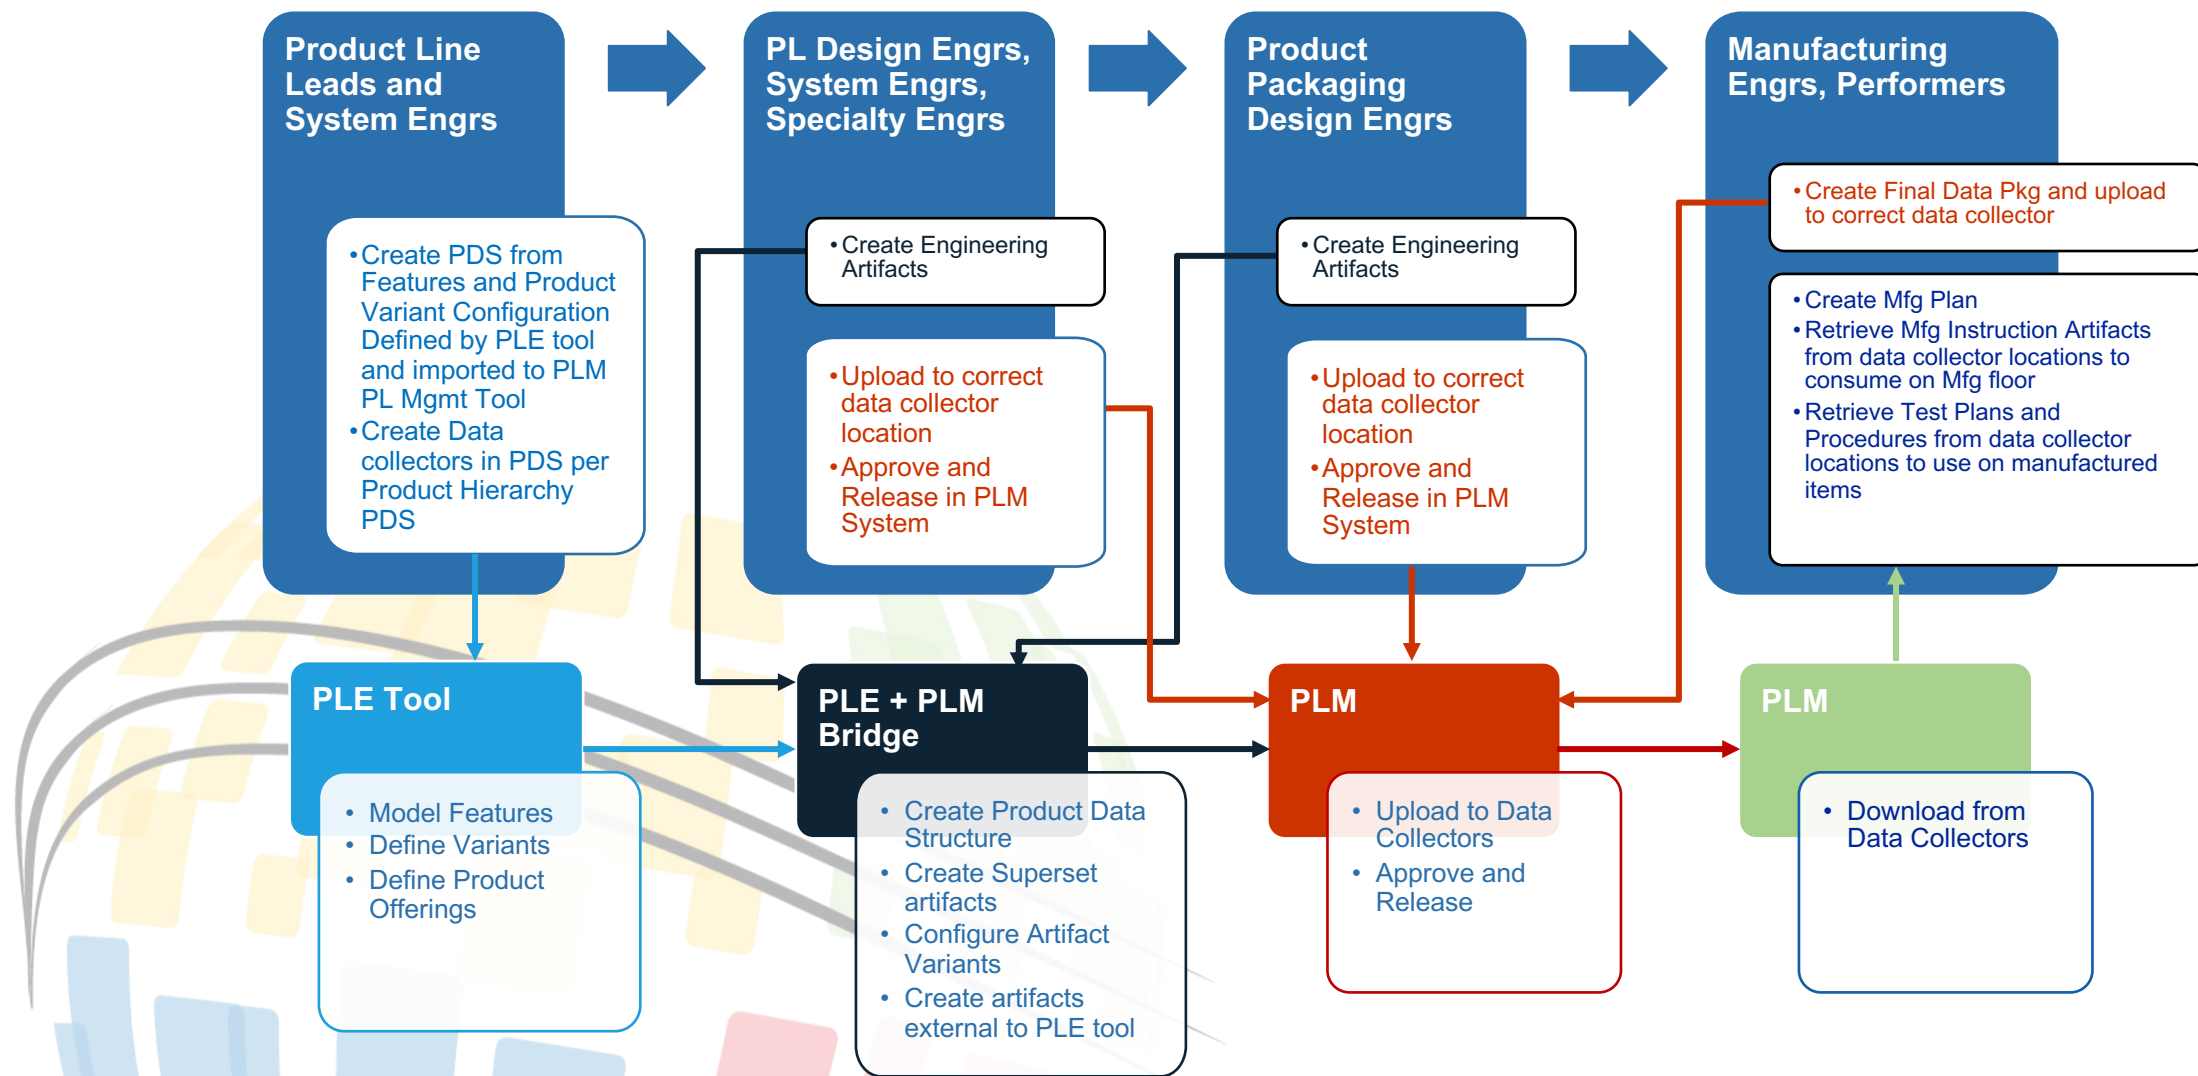 Product Line
Leads and
System Engrs
•Create PDS from
Features and Product
Variant Configuration
Defined by PLE tool
and imported to PLM
PL Mgmt Tool
•Create Data
collectors in PDS per
Product Hierarchy
PDS
PL Design Engrs,
System Engrs,
Specialty Engrs
•Create Engineering
Artifacts
•Upload to correct
data collector
location
•Approve and
Release in PLM
System
Product
Packaging
Design Engrs
•Create Engineering
Artifacts
•Upload to correct
data collector
location
•Approve and
Release in PLM
System
Manufacturing
Engrs, Performers
•Create Final Data Pkg and upload
to correct data collector
•Create Mfg Plan
•Retrieve Mfg Instruction Artifacts
from data collector locations to
consume on Mfg floor
•Retrieve Test Plans and
Procedures from data collector
locations to use on manufactured
items
PLE Tool
• Model Features
• Define Variants
• Define Product
Offerings
PLE + PLM
Bridge
• Create Product Data
Structure
• Create Superset
artifacts
• Configure Artifact
Variants
• Create artifacts
external to PLE tool
PLM
• Upload to Data
Collectors
• Approve and
Release
PLM
• Download from
Data Collectors